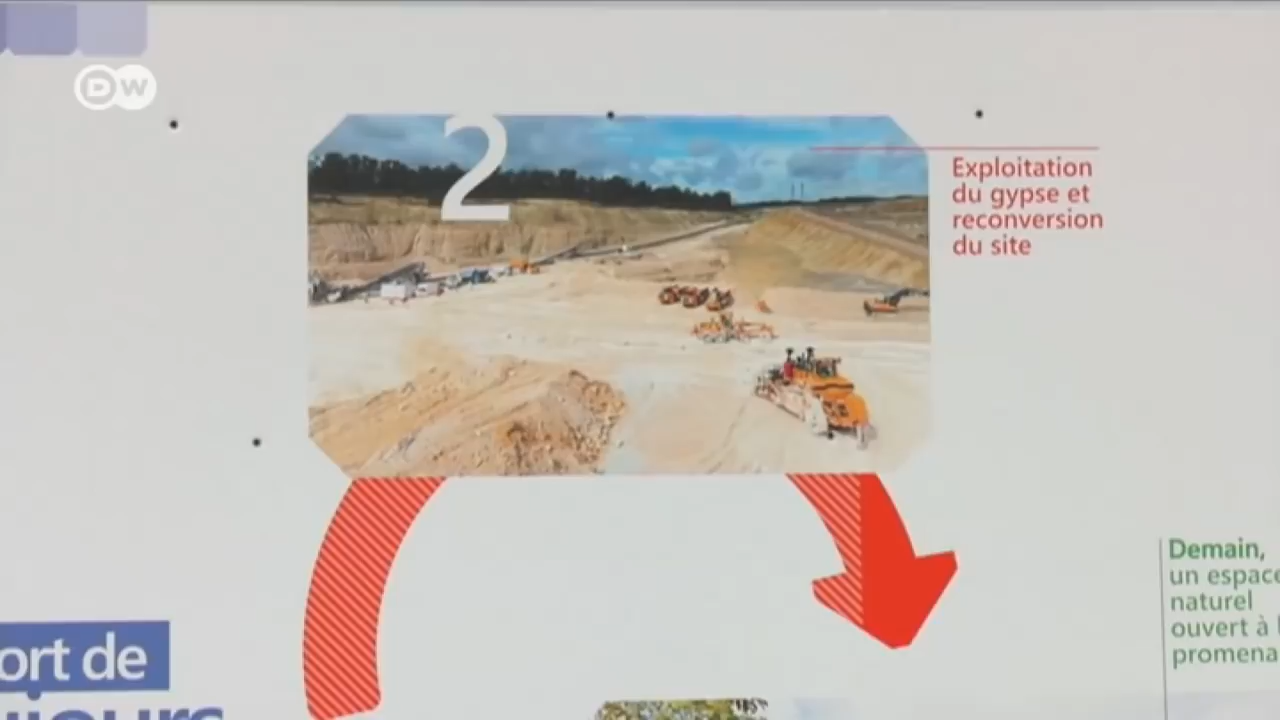 DW
2
Exploitation
du gypse et
reconversion
du site
Demain,
un espace
naturel
ouvert à
promena
ort de